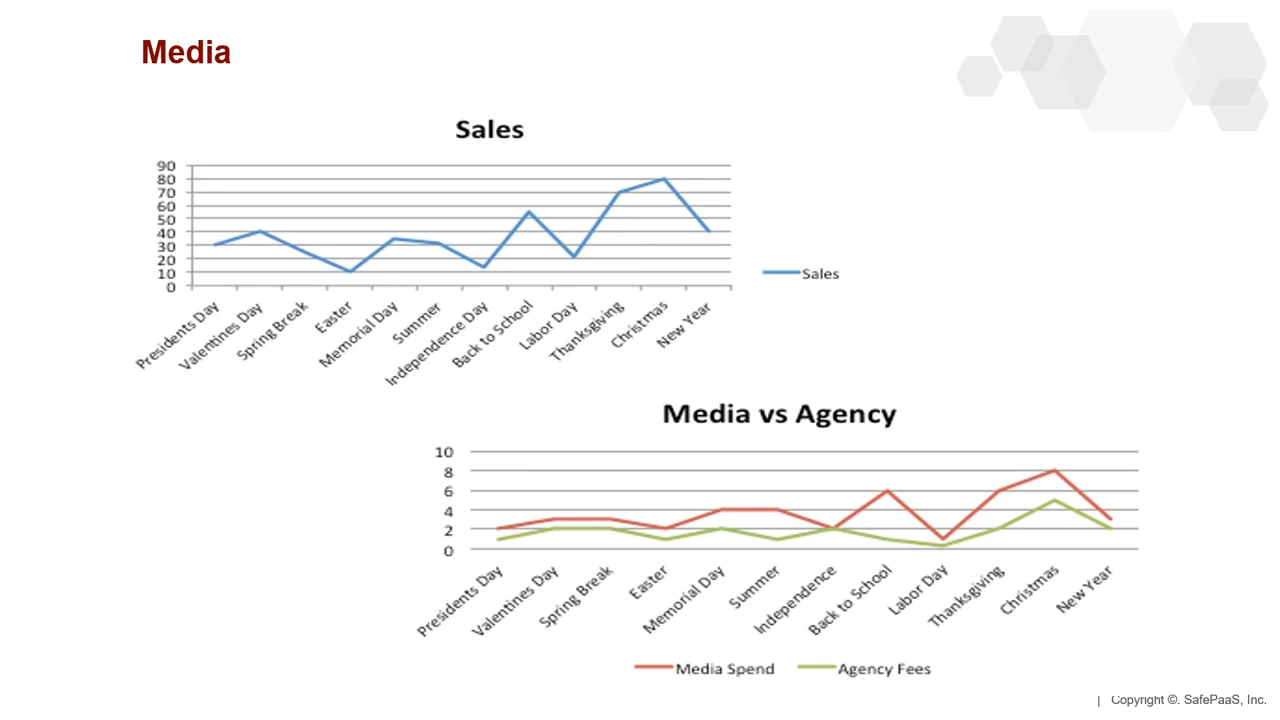 Media
Sales
90
80
70
60
50
40
30
20
10
0
Presidents Day
Valentines Day
Spring Break
Easter
Memorial Day
Summer
Independence Day
Back to School
Labor Day
Thanksgiving
Christmas
New Year
Sales
Media vs Agency
10
8
6
4
2
0
Presidents Day
Valentines Day
Spring Break
Easter
Memorial Day
Summer
Independence
Back to School
Labor Day
Thanksgiving
Christmas
New Year
Media Spend
Agency Fees
| Copyright ©. SafePaaS, Inc.